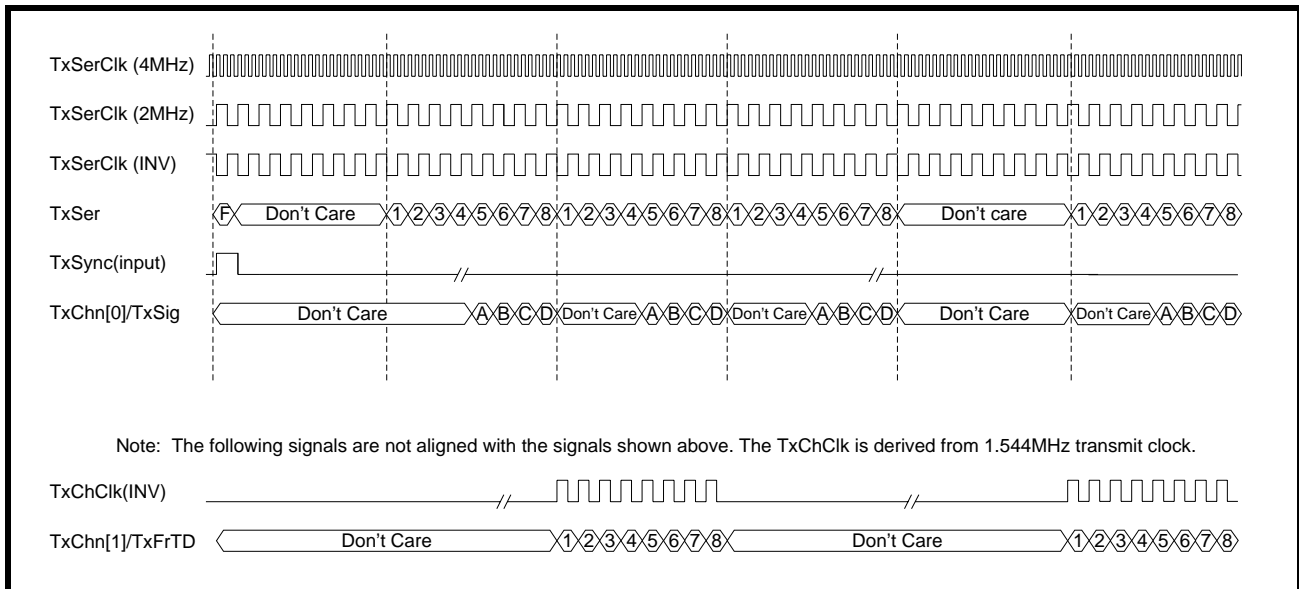 TxSerClk (4MHz)
TxSerClk (2MHz)
TxSerClk (INV)
TxSer F Don't Care 1 2 3 4 5 6 7 8 1 2 3 4 5 6 7 8 1 2 3 4 5 6 7 8 Don't care 1 2 3 4 5 6 7 8
TxSync(input)
TxChn[0]/TxSig Don't Care A B C D Don't Care A B C D Don't Care A B C D Don't Care Don't Care A B C D
Note: The following signals are not aligned with the signals shown above. The TxChClk is derived from 1.544MHz transmit clock.
TxChClk(INV)
TxChn[1]/TxFrTD Don't Care 1 2 3 4 5 6 7 8 Don't Care 1 2 3 4 5 6 7 8